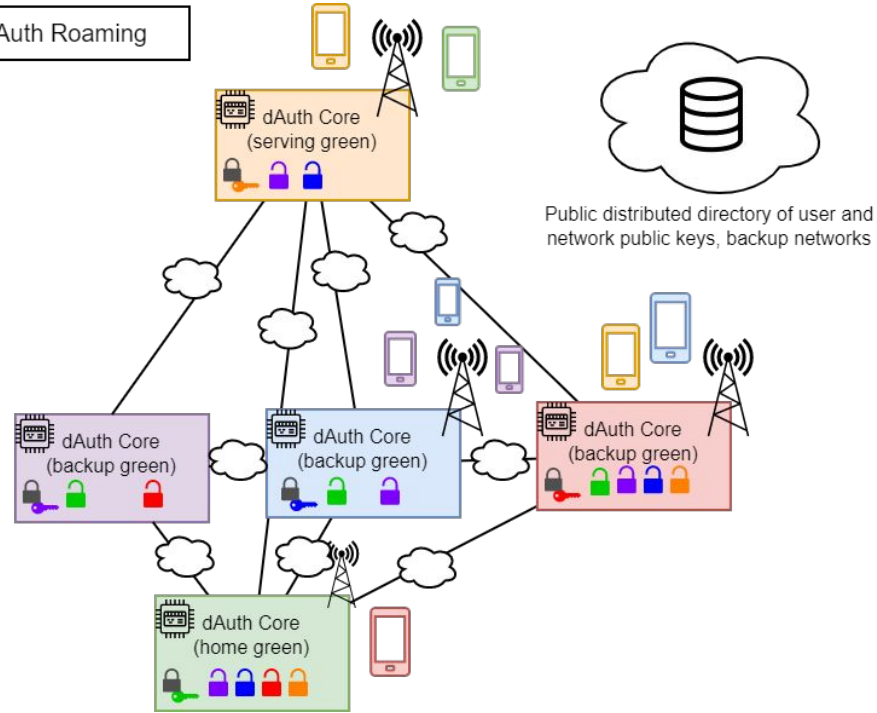 Auth Roaming
dAuth Core
(serving green)
Public distributed directory of user and
network public keys, backup networks
dAuth Core
(backup green)
dAuth Core
(backup green)
dAuth Core
(backup green)
dAuth Core
(home green)